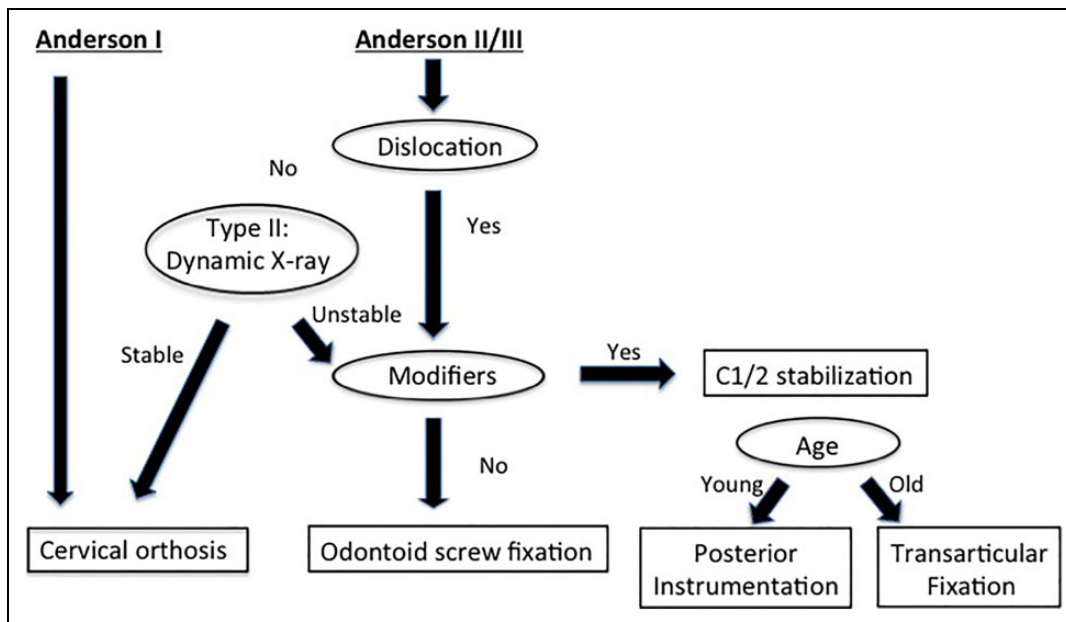 Anderson I
Anderson II/III
Dislocation
No
Yes
Type II:
Dynamic X-ray
Unstable
Stable
Modifiers
Yes
C1/2 stabilization
Age
No
Young
Old
Cervical orthosis
Odontoid screw fixation
Posterior
Instrumentation
Transarticular
Fixation